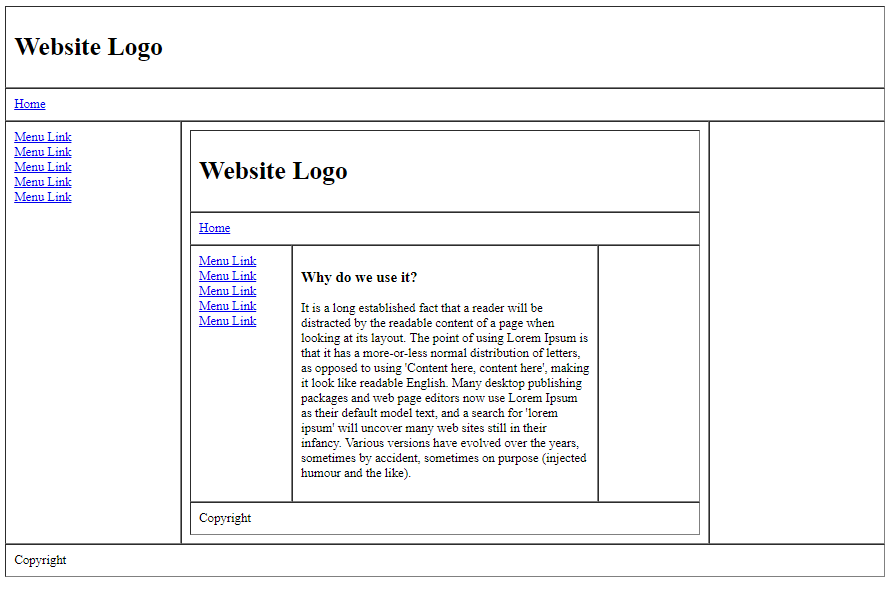 Website Logo
Home
Menu Link
Menu Link
Menu Link
Menu Link
Menu Link
Website Logo
Home
Menu Link
Menu Link
Menu Link
Menu Link
Menu Link
Why do we use it?
It is a long established fact that a reader will be
distracted by the readable content of a page when
looking at its layout. The point of using Lorem Ipsum is
that it has a more-or-less normal distribution of letters,
as opposed to using 'Content here, content here', making
it look like readable English. Many desktop publishing
packages and web page editors now use Lorem Ipsum
as their default model text, and a search for 'lorem
ipsum' will uncover many web sites still in their
infancy. Various versions have evolved over the years,
sometimes by accident, sometimes on purpose (injected
humour and the like).
Copyright
Copyright